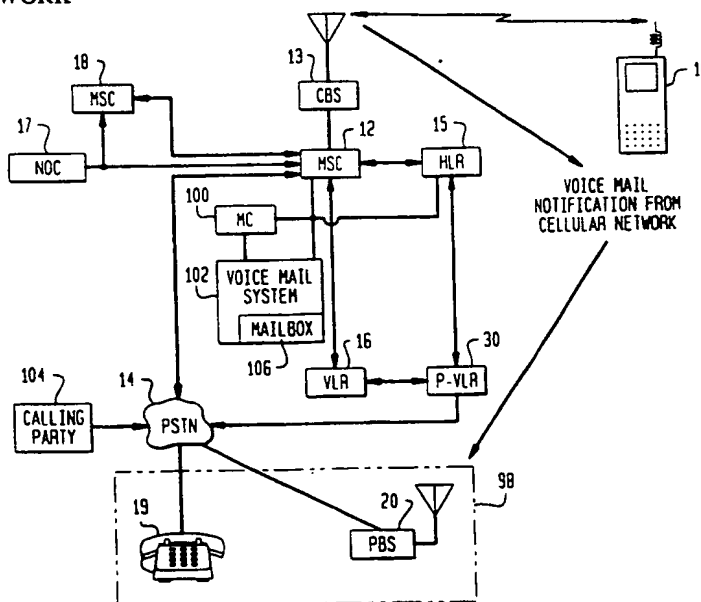 18
MSC
17
NOC
13
CBS
12
MSC
15
HLR
1
VOICE MAIL
NOTIFICATION FROM
CELLULAR NETWORK
100
MC
102
VOICE MAIL
SYSTEM
MAILBOX
106
16
VLR
30
P-VLR
104
CALLING
PARTY
14
PSTN
98
19
20
PBS